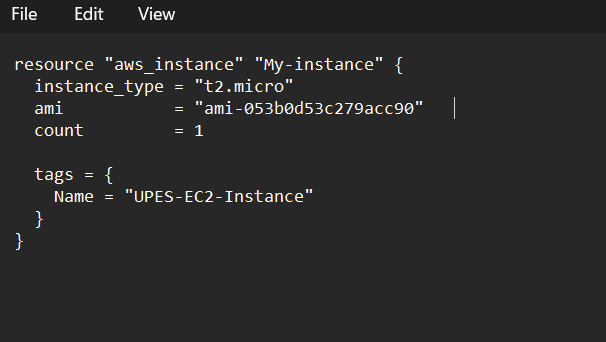 File Edit View
resource "aws_instance" "My-instance" {
  instance_type = "t2.micro"
  ami           = "ami-053b0d53c279acc90"
  count         = 1

  tags = {
    Name = "UPES-EC2-Instance"
  }
}